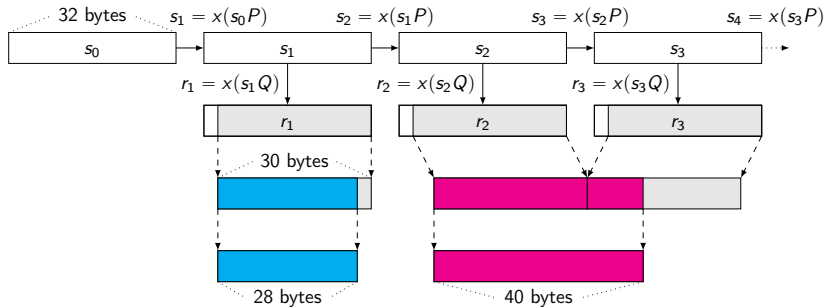 32 bytes s₁ = x(s₀P) s₂ = x(s₁P) s₃ = x(s₂P) s₄ = x(s₃P)
s₀ s₁ s₂ s₃
r₁ = x(s₁Q) r₂ = x(s₂Q) r₃ = x(s₃Q)
r₁ r₂ r₃
30 bytes
28 bytes 40 bytes